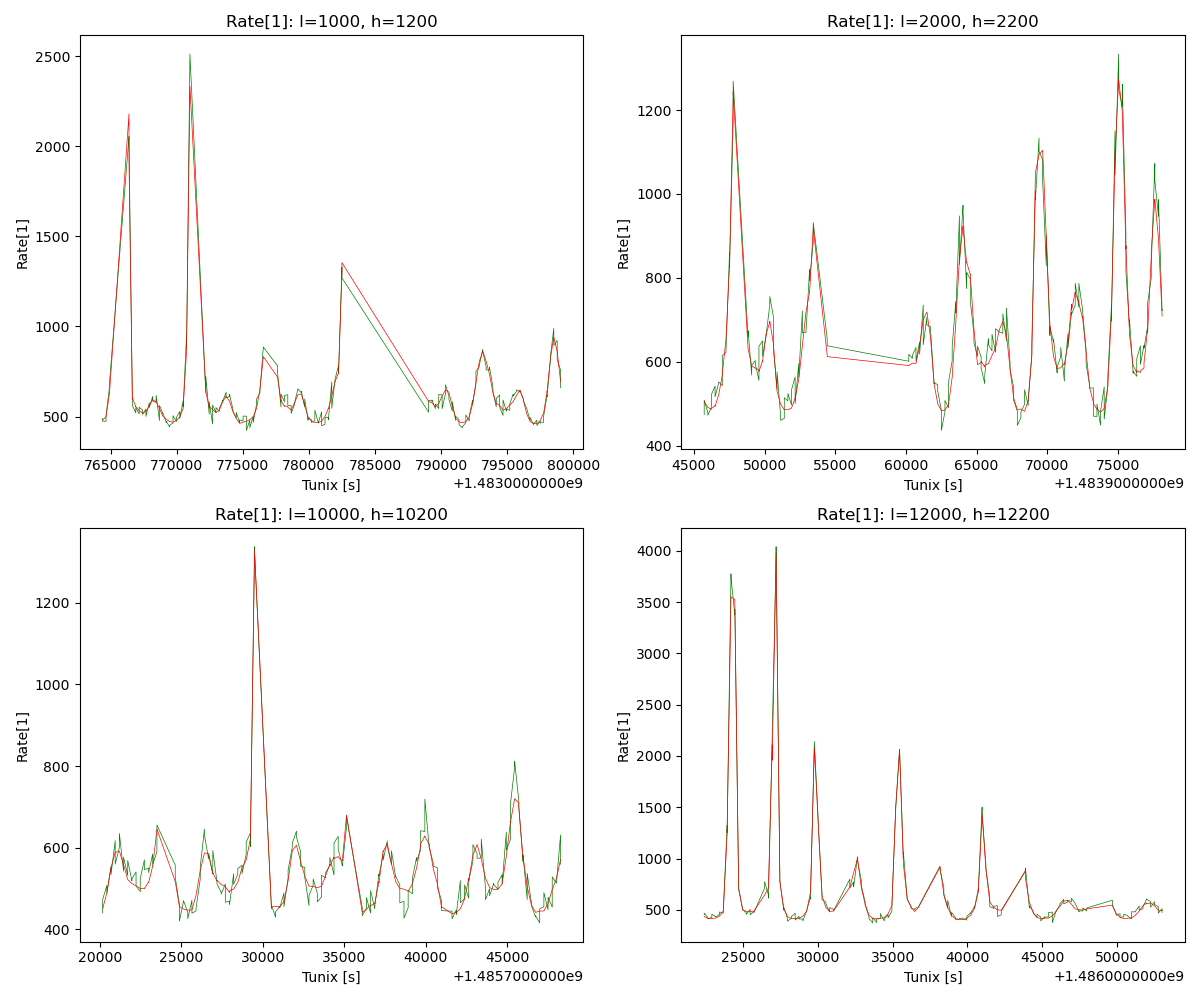 Rate[1]: l=1000, h=1200
2500
2000
1500
1000
500
Rate[1]
765000 770000 775000 780000 785000 790000 795000 800000
Tunix [s]
+1.4830000000e9
Rate[1]: l=2000, h=2200
1200
1000
800
600
400
Rate[1]
45000 50000 55000 60000 65000 70000 75000
Tunix [s]
+1.4839000000e9
Rate[1]: l=10000, h=10200
1200
1000
800
600
400
Rate[1]
20000 25000 30000 35000 40000 45000
Tunix [s]
+1.4857000000e9
Rate[1]: l=12000, h=12200
4000
3500
3000
2500
2000
1500
1000
500
Rate[1]
25000 30000 35000 40000 45000 50000
Tunix [s]
+1.4860000000e9